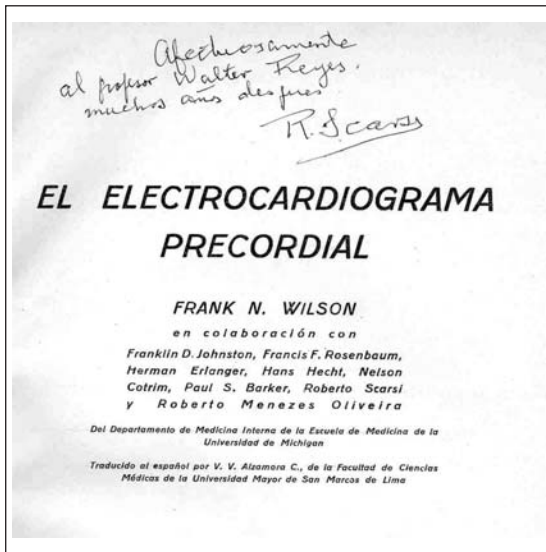 Afectuosamente
al profesor Walter Reyes.
muchos años despues
R. Scarsi
EL ELECTROCARDIOGRAMA
PRECORDIAL
FRANK N. WILSON
en colaboración con
Franklin D. Johnston, Francis F. Rosenbaum,
Herman Erlanger, Hans Hecht, Nelson
Cotrim, Paul S. Barker, Roberto Scarsi
y Roberto Menezes Oliveira
Del Departamento de Medicina Interna de la Escuela de Medicina de la
Universidad de Michigan
Traducido al español por V. V. Alzamora C., de la Facultad de Ciencias
Médicas de la Universidad Mayor de San Marcos de Lima